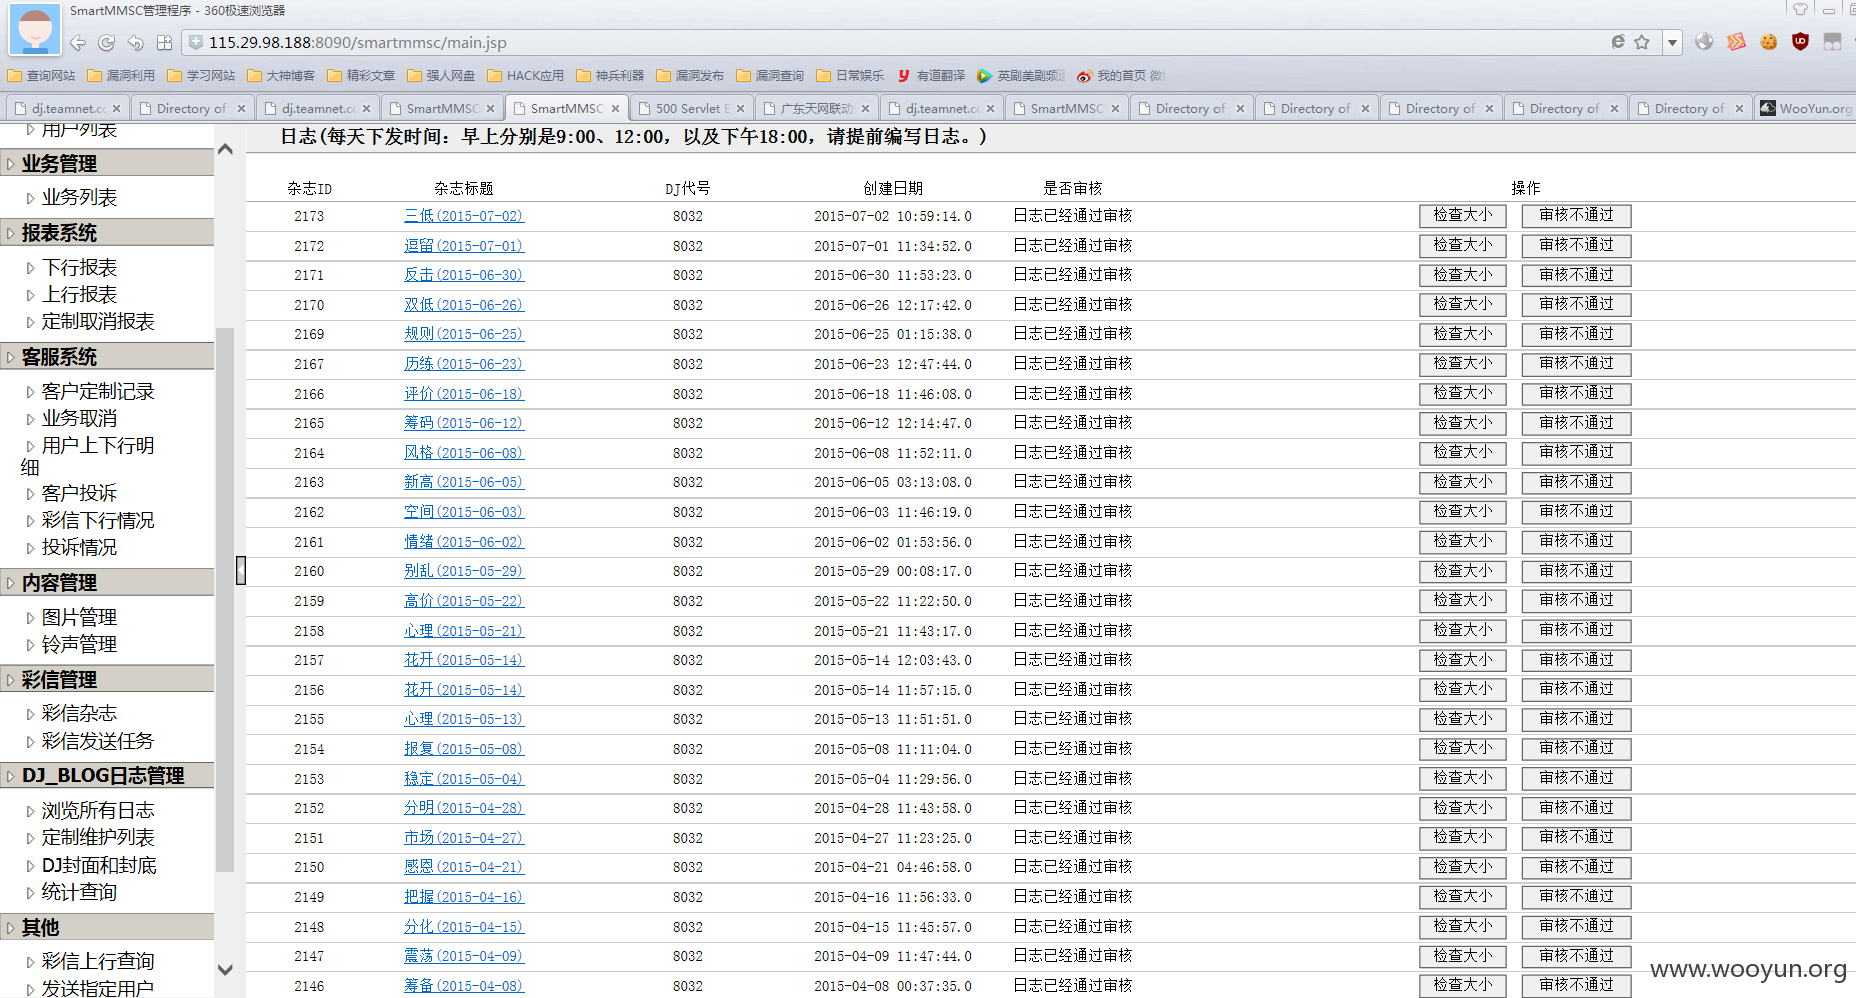 SmartMMSC管理程序 - 360极速浏览器
115.29.98.188:8090/smartmmsc/main.jsp
查询网站 漏洞利用 学习网站 大神博客 精彩文章 强人网盘 HACK应用 神兵利器 漏洞发布 漏洞查询 日常娱乐 有道翻译 英剧美剧频道 我的首页 微
dj.teamnet.cc Directory of dj.teamnet.cc SmartMMSC SmartMMSC 500 Servlet E 广东天网联动 dj.teamnet.cc SmartMMSC Directory of Directory of Directory of Directory of Directory of WooYun.org
用户列表
业务管理
业务列表
报表系统
下行报表
上行报表
定制取消报表
客服系统
客户定制记录
业务取消
用户上下行明
细
客户投诉
彩信下行情况
投诉情况
内容管理
图片管理
铃声管理
彩信管理
彩信杂志
彩信发送任务
DJ_BLOG日志管理
浏览所有日志
定制维护列表
DJ封面和封底
统计查询
其他
彩信上行查询
发送指定用户
日志(每天下发时间：早上分别是9:00、12:00，以及下午18:00，请提前编写日志。)
杂志ID 杂志标题 DJ代号 创建日期 是否审核 操作
2173 三低(2015-07-02) 8032 2015-07-02 10:59:14.0 日志已经通过审核 检查大小 审核不通过
2172 逗留(2015-07-01) 8032 2015-07-01 11:34:52.0 日志已经通过审核 检查大小 审核不通过
2171 反击(2015-06-30) 8032 2015-06-30 11:53:23.0 日志已经通过审核 检查大小 审核不通过
2170 双低(2015-06-26) 8032 2015-06-26 12:17:42.0 日志已经通过审核 检查大小 审核不通过
2169 规则(2015-06-25) 8032 2015-06-25 01:15:38.0 日志已经通过审核 检查大小 审核不通过
2167 历练(2015-06-23) 8032 2015-06-23 12:47:44.0 日志已经通过审核 检查大小 审核不通过
2166 评价(2015-06-18) 8032 2015-06-18 11:46:08.0 日志已经通过审核 检查大小 审核不通过
2165 筹码(2015-06-12) 8032 2015-06-12 12:14:47.0 日志已经通过审核 检查大小 审核不通过
2164 风格(2015-06-08) 8032 2015-06-08 11:52:11.0 日志已经通过审核 检查大小 审核不通过
2163 新高(2015-06-05) 8032 2015-06-05 03:13:08.0 日志已经通过审核 检查大小 审核不通过
2162 空间(2015-06-03) 8032 2015-06-03 11:46:19.0 日志已经通过审核 检查大小 审核不通过
2161 情绪(2015-06-02) 8032 2015-06-02 01:53:56.0 日志已经通过审核 检查大小 审核不通过
2160 别乱(2015-05-29) 8032 2015-05-29 00:08:17.0 日志已经通过审核 检查大小 审核不通过
2159 高价(2015-05-22) 8032 2015-05-22 11:22:50.0 日志已经通过审核 检查大小 审核不通过
2158 心理(2015-05-21) 8032 2015-05-21 11:43:17.0 日志已经通过审核 检查大小 审核不通过
2157 花开(2015-05-14) 8032 2015-05-14 12:03:43.0 日志已经通过审核 检查大小 审核不通过
2156 花开(2015-05-14) 8032 2015-05-14 11:57:15.0 日志已经通过审核 检查大小 审核不通过
2155 心理(2015-05-13) 8032 2015-05-13 11:51:51.0 日志已经通过审核 检查大小 审核不通过
2154 报复(2015-05-08) 8032 2015-05-08 11:11:04.0 日志已经通过审核 检查大小 审核不通过
2153 稳定(2015-05-04) 8032 2015-05-04 11:29:56.0 日志已经通过审核 检查大小 审核不通过
2152 分明(2015-04-28) 8032 2015-04-28 11:43:58.0 日志已经通过审核 检查大小 审核不通过
2151 市场(2015-04-27) 8032 2015-04-27 11:23:25.0 日志已经通过审核 检查大小 审核不通过
2150 感恩(2015-04-21) 8032 2015-04-21 04:46:58.0 日志已经通过审核 检查大小 审核不通过
2149 把握(2015-04-16) 8032 2015-04-16 11:56:33.0 日志已经通过审核 检查大小 审核不通过
2148 分化(2015-04-15) 8032 2015-04-15 11:45:57.0 日志已经通过审核 检查大小 审核不通过
2147 震荡(2015-04-09) 8032 2015-04-09 11:47:44.0 日志已经通过审核 检查大小 审核不通过
2146 筹备(2015-04-08) 8032 2015-04-08 00:37:35.0 日志已经通过审核 检查大小 审核不通过
www.wooyun.org